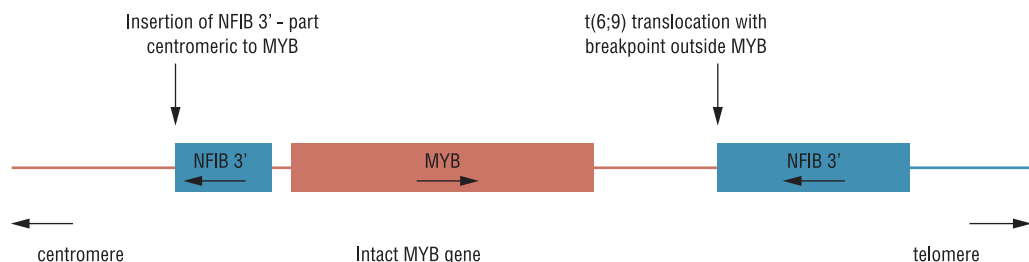 Insertion of NFIB 3' - part
centromeric to MYB
t(6;9) translocation with
breakpoint outside MYB
NFIB 3'
MYB
NFIB 3'
centromere
Intact MYB gene
telomere